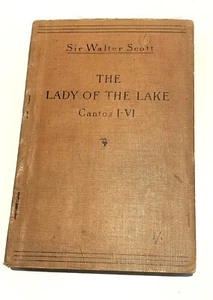 Sir Walter Scott
THE
LADY OF THE LAKE
Cantos I-VI